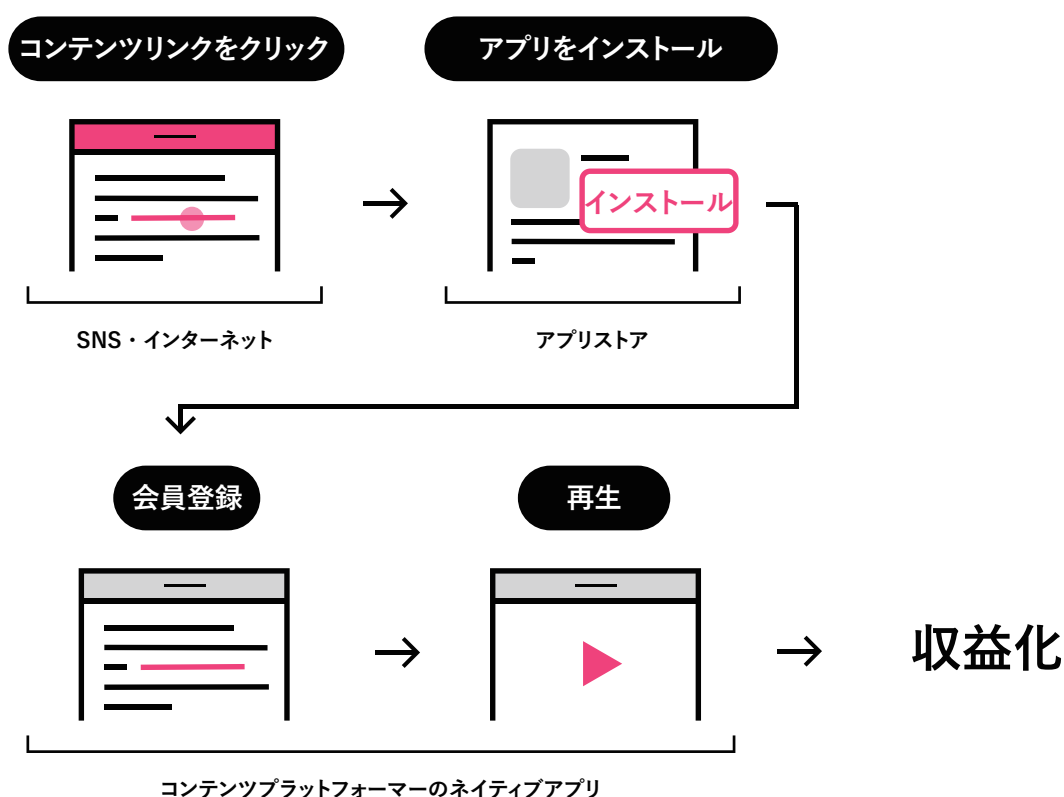 コンテンツリンクをクリック
アプリをインストール
インストール
SNS・インターネット
アプリストア
会員登録
再生
収益化
コンテンツプラットフォーマーのネイティブアプリ